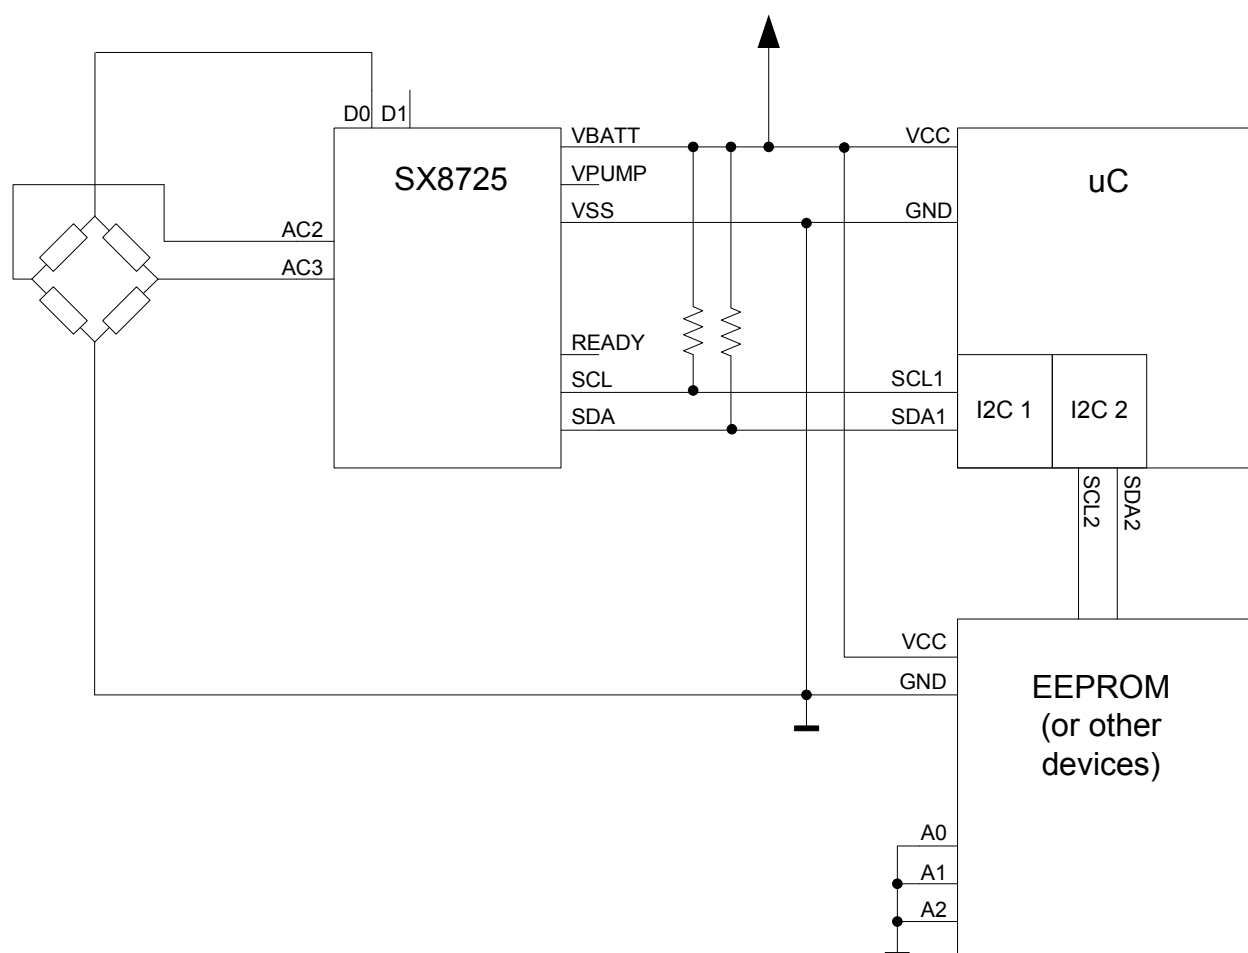 D0 D1
VBATT
VCC
SX8725
VPUMP
uC
VSS
GND
AC2
AC3
READY
SCL
SCL1
I2C 1
I2C 2
SDA
SDA1
SCL2
SDA2
VCC
GND
EEPROM
(or other
devices)
A0
A1
A2